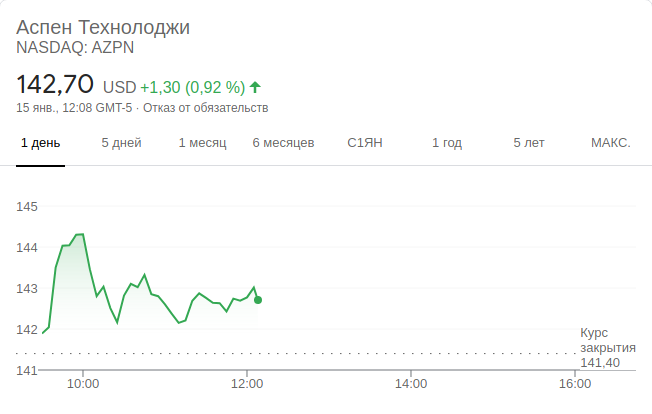 Аспен Технолоджи
NASDAQ: AZPN
142,70 USD +1,30 (0,92 %)
15 янв., 12:08 GMT-5 · Отказ от обязательств
1 день 5 дней 1 месяц 6 месяцев С1ЯН 1 год 5 лет МАКС.
145
144
143
142
141
Курс
закрытия
141,40
10:00 12:00 14:00 16:00